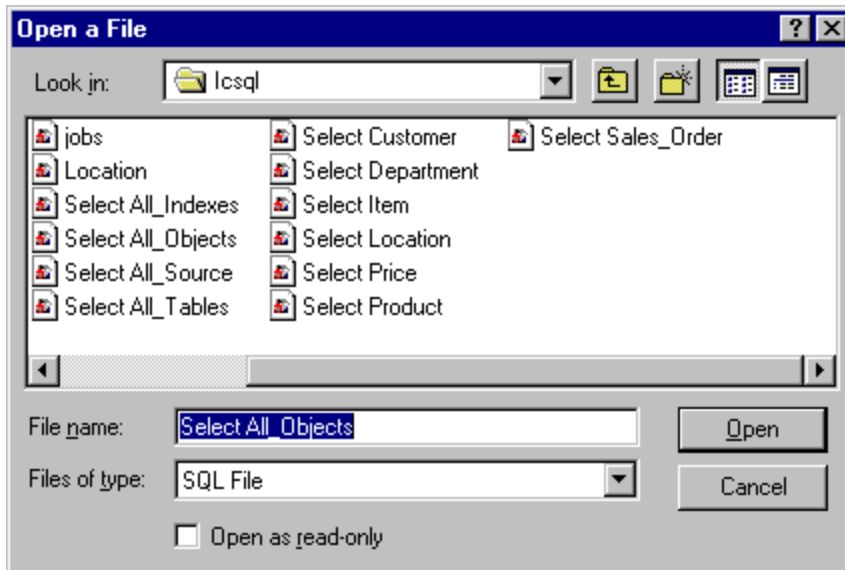 Open a File
Look in: lcsql
jobs
Location
Select All_Indexes
Select All_Objects
Select All_Source
Select All_Tables
Select Customer
Select Department
Select Item
Select Location
Select Price
Select Product
Select Sales_Order
File name: Select All_Objects
Open
Files of type: SQL File
Cancel
Open as read-only